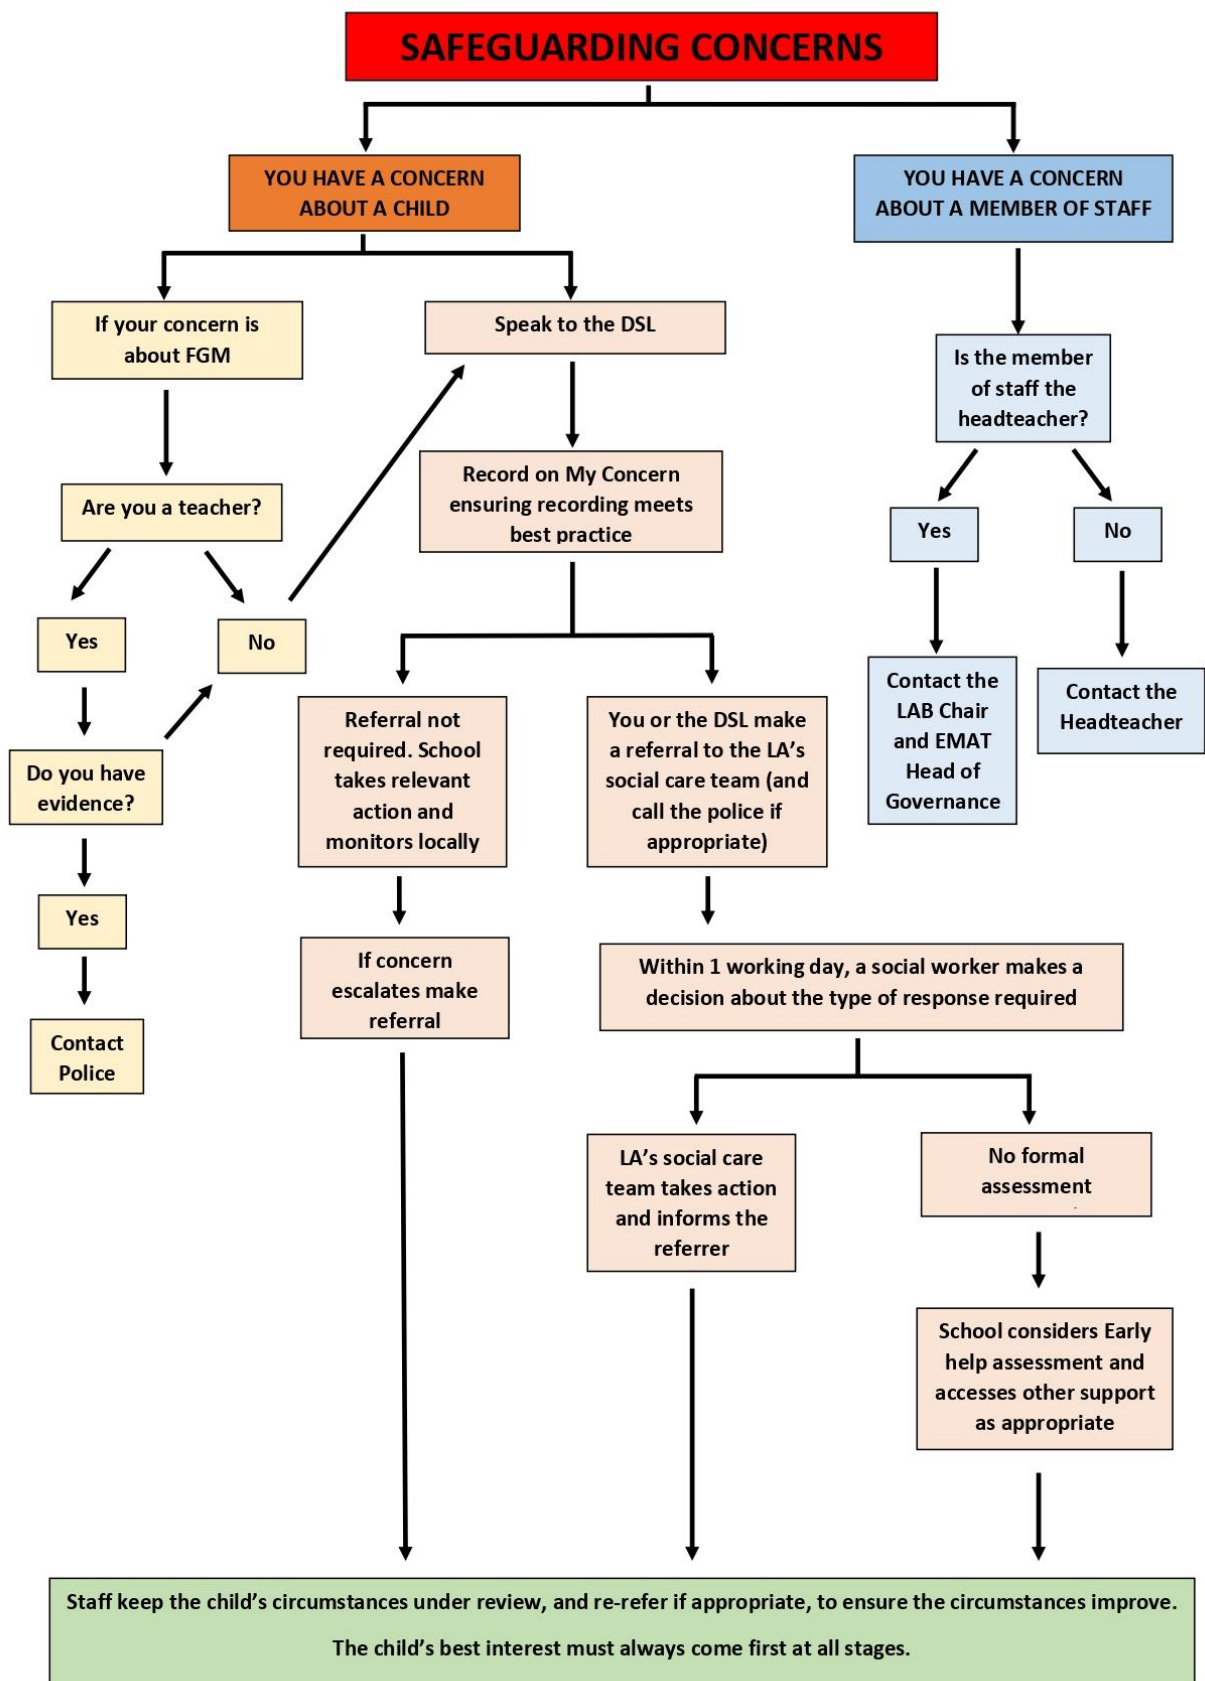 SAFEGUARDING CONCERNS
YOU HAVE A CONCERN
ABOUT A CHILD
YOU HAVE A CONCERN
ABOUT A MEMBER OF STAFF
If your concern is
about FGM
Speak to the DSL
Is the member
of staff the
headteacher?
Are you a teacher?
Record on My Concern
ensuring recording meets
best practice
Yes
No
Yes
No
Do you have
evidence?
Referral not
required. School
takes relevant
action and
monitors locally
You or the DSL make
a referral to the LA's
social care team (and
call the police if
appropriate)
Contact the
LAB Chair
and EMAT
Head of
Governance
Contact the
Headteacher
Yes
Contact
Police
If concern
escalates make
referral
Within 1 working day, a social worker makes a
decision about the type of response required
LA's social care
team takes action
and informs the
referrer
No formal
assessment
School considers Early
help assessment and
accesses other support
as appropriate
Staff keep the child's circumstances under review, and re-refer if appropriate, to ensure the circumstances improve.
The child's best interest must always come first at all stages.